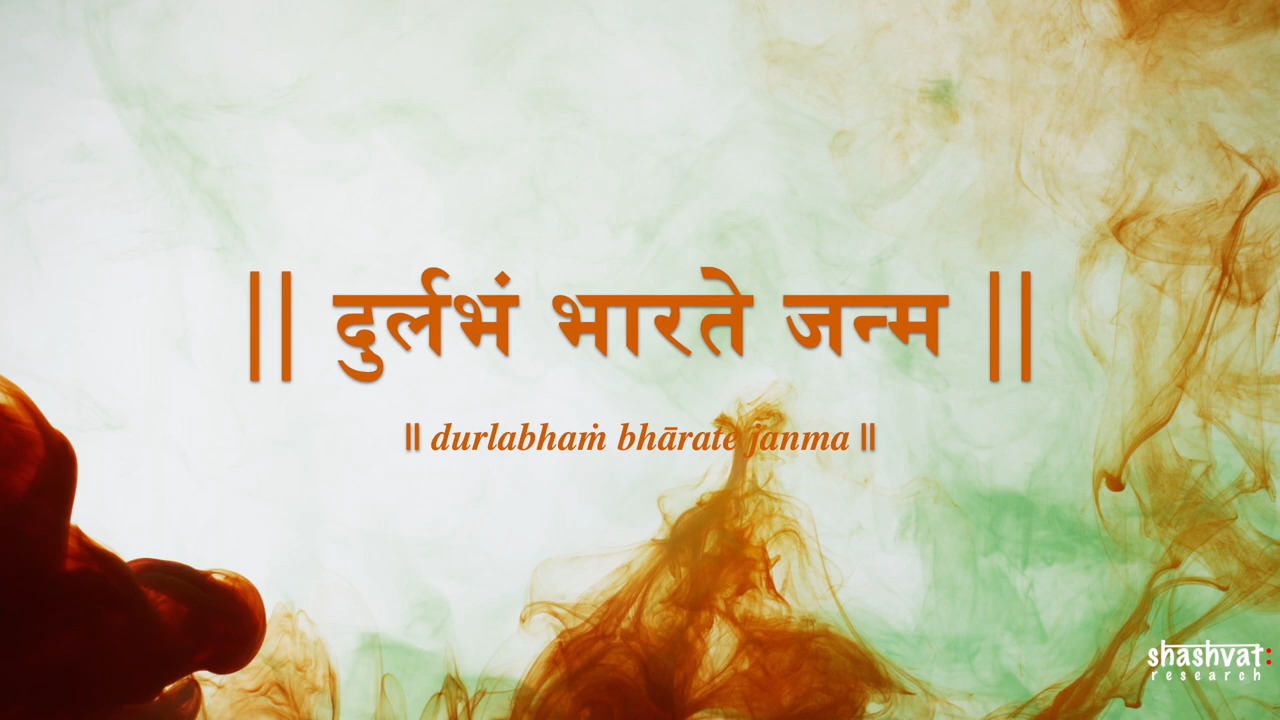 || दुर्लभं भारते जन्म ||
|| durlabhaṁ bhārate janma ||
shashvat:
research